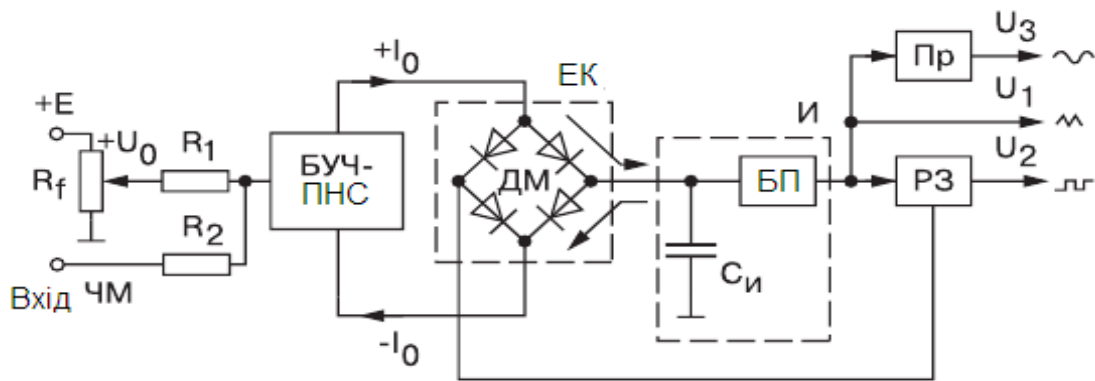 +E
+U0
Rf
R1
R2
Вхід ЧМ
БУЧ-
ПНС
+I0
-I0
ЕК
ДМ
И
БП
CИ
Пр
РЗ
U3
U1
U2